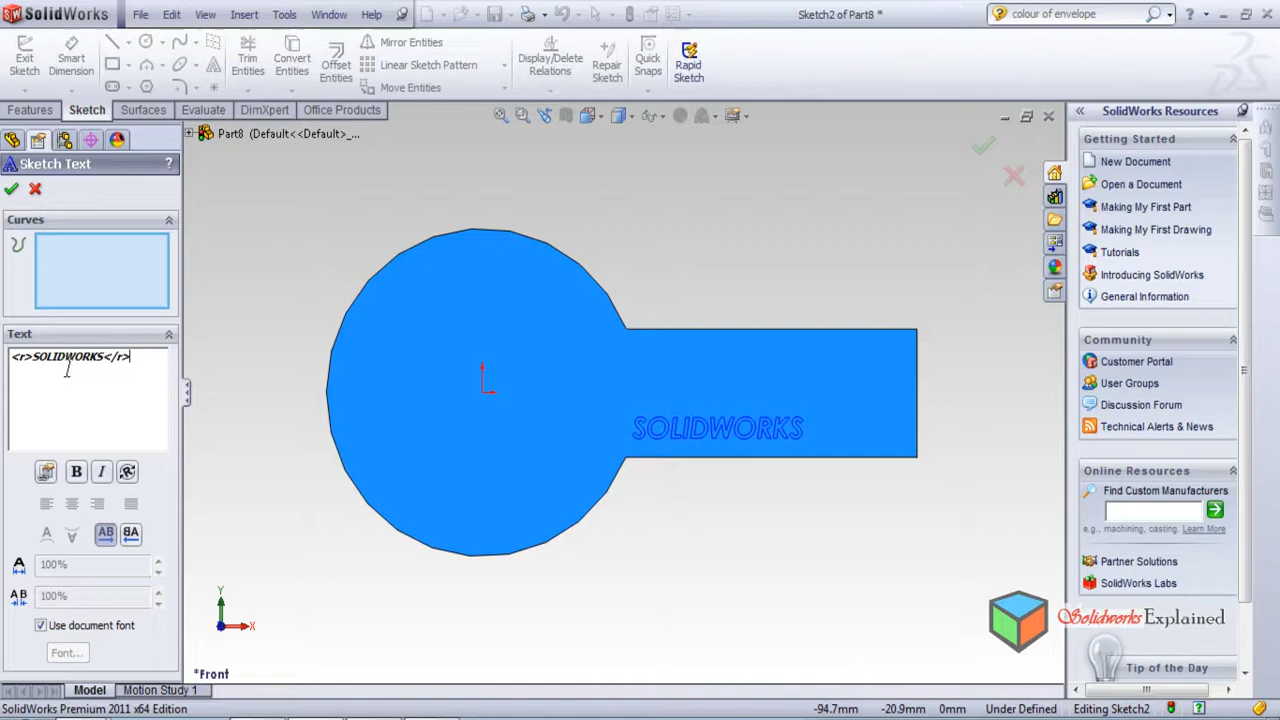 SolidWorks File Edit View Insert Tools Window Help Sketch2 of Part8 * colour of envelope ?
Exit Sketch
Smart Dimension
Trim Entities
Convert Entities
Offset Entities
Mirror Entities
Linear Sketch Pattern
Move Entities
Display/Delete Relations
Repair Sketch
Quick Snaps
Rapid Sketch
Features Sketch Surfaces Evaluate DimXpert Office Products
Part8 (Default<<Default>_...
Sketch Text ?
Curves
Text
<r>SOLIDWORKS</r>
B I
AB
100%
AB
100%
Use document font
Font...
SOLIDWORKS
Y
X
*Front
SolidWorks Resources
Getting Started
New Document
Open a Document
Making My First Part
Making My First Drawing
Tutorials
Introducing SolidWorks
General Information
Community
Customer Portal
User Groups
Discussion Forum
Technical Alerts & News
Online Resources
Find Custom Manufacturers
e.g., machining, casting. Learn More
Partner Solutions
SolidWorks Labs
Solidworks Explained
Tip of the Day
Model Motion Study 1
SolidWorks Premium 2011 x64 Edition -94.7mm -20.9mm 0mm Under Defined Editing Sketch2